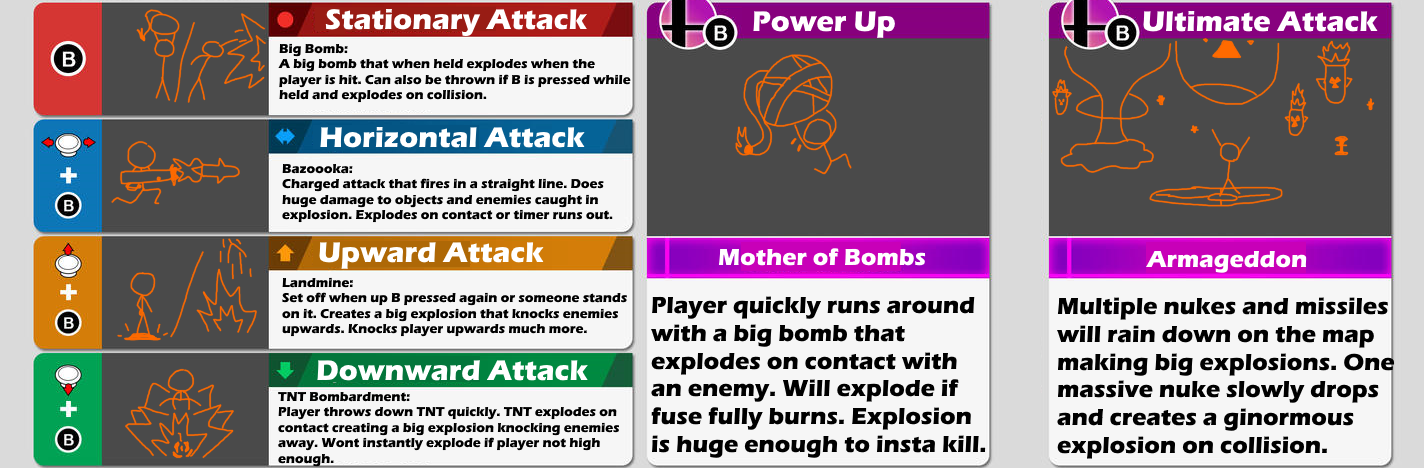 B
Stationary Attack
Big Bomb:
A big bomb that when held explodes when the
player is hit. Can also be thrown if B is pressed while
held and explodes on collision.
+
B
Horizontal Attack
Bazoooka:
Charged attack that fires in a straight line. Does
huge damage to objects and enemies caught in
explosion. Explodes on contact or timer runs out.
+
B
Upward Attack
Landmine:
Set off when up B pressed again or someone stands
on it. Creates a big explosion that knocks enemies
upwards. Knocks player upwards much more.
+
B
Downward Attack
TNT Bombardment:
Player throws down TNT quickly. TNT explodes on
contact creating a big explosion knocking enemies
away. Wont instantly explode if player not high
enough.
B
Power Up
Mother of Bombs
Player quickly runs around
with a big bomb that
explodes on contact with
an enemy. Will explode if
fuse fully burns. Explosion
is huge enough to insta kill.
B
Ultimate Attack
Armageddon
Multiple nukes and missiles
will rain down on the map
making big explosions. One
massive nuke slowly drops
and creates a ginormous
explosion on collision.